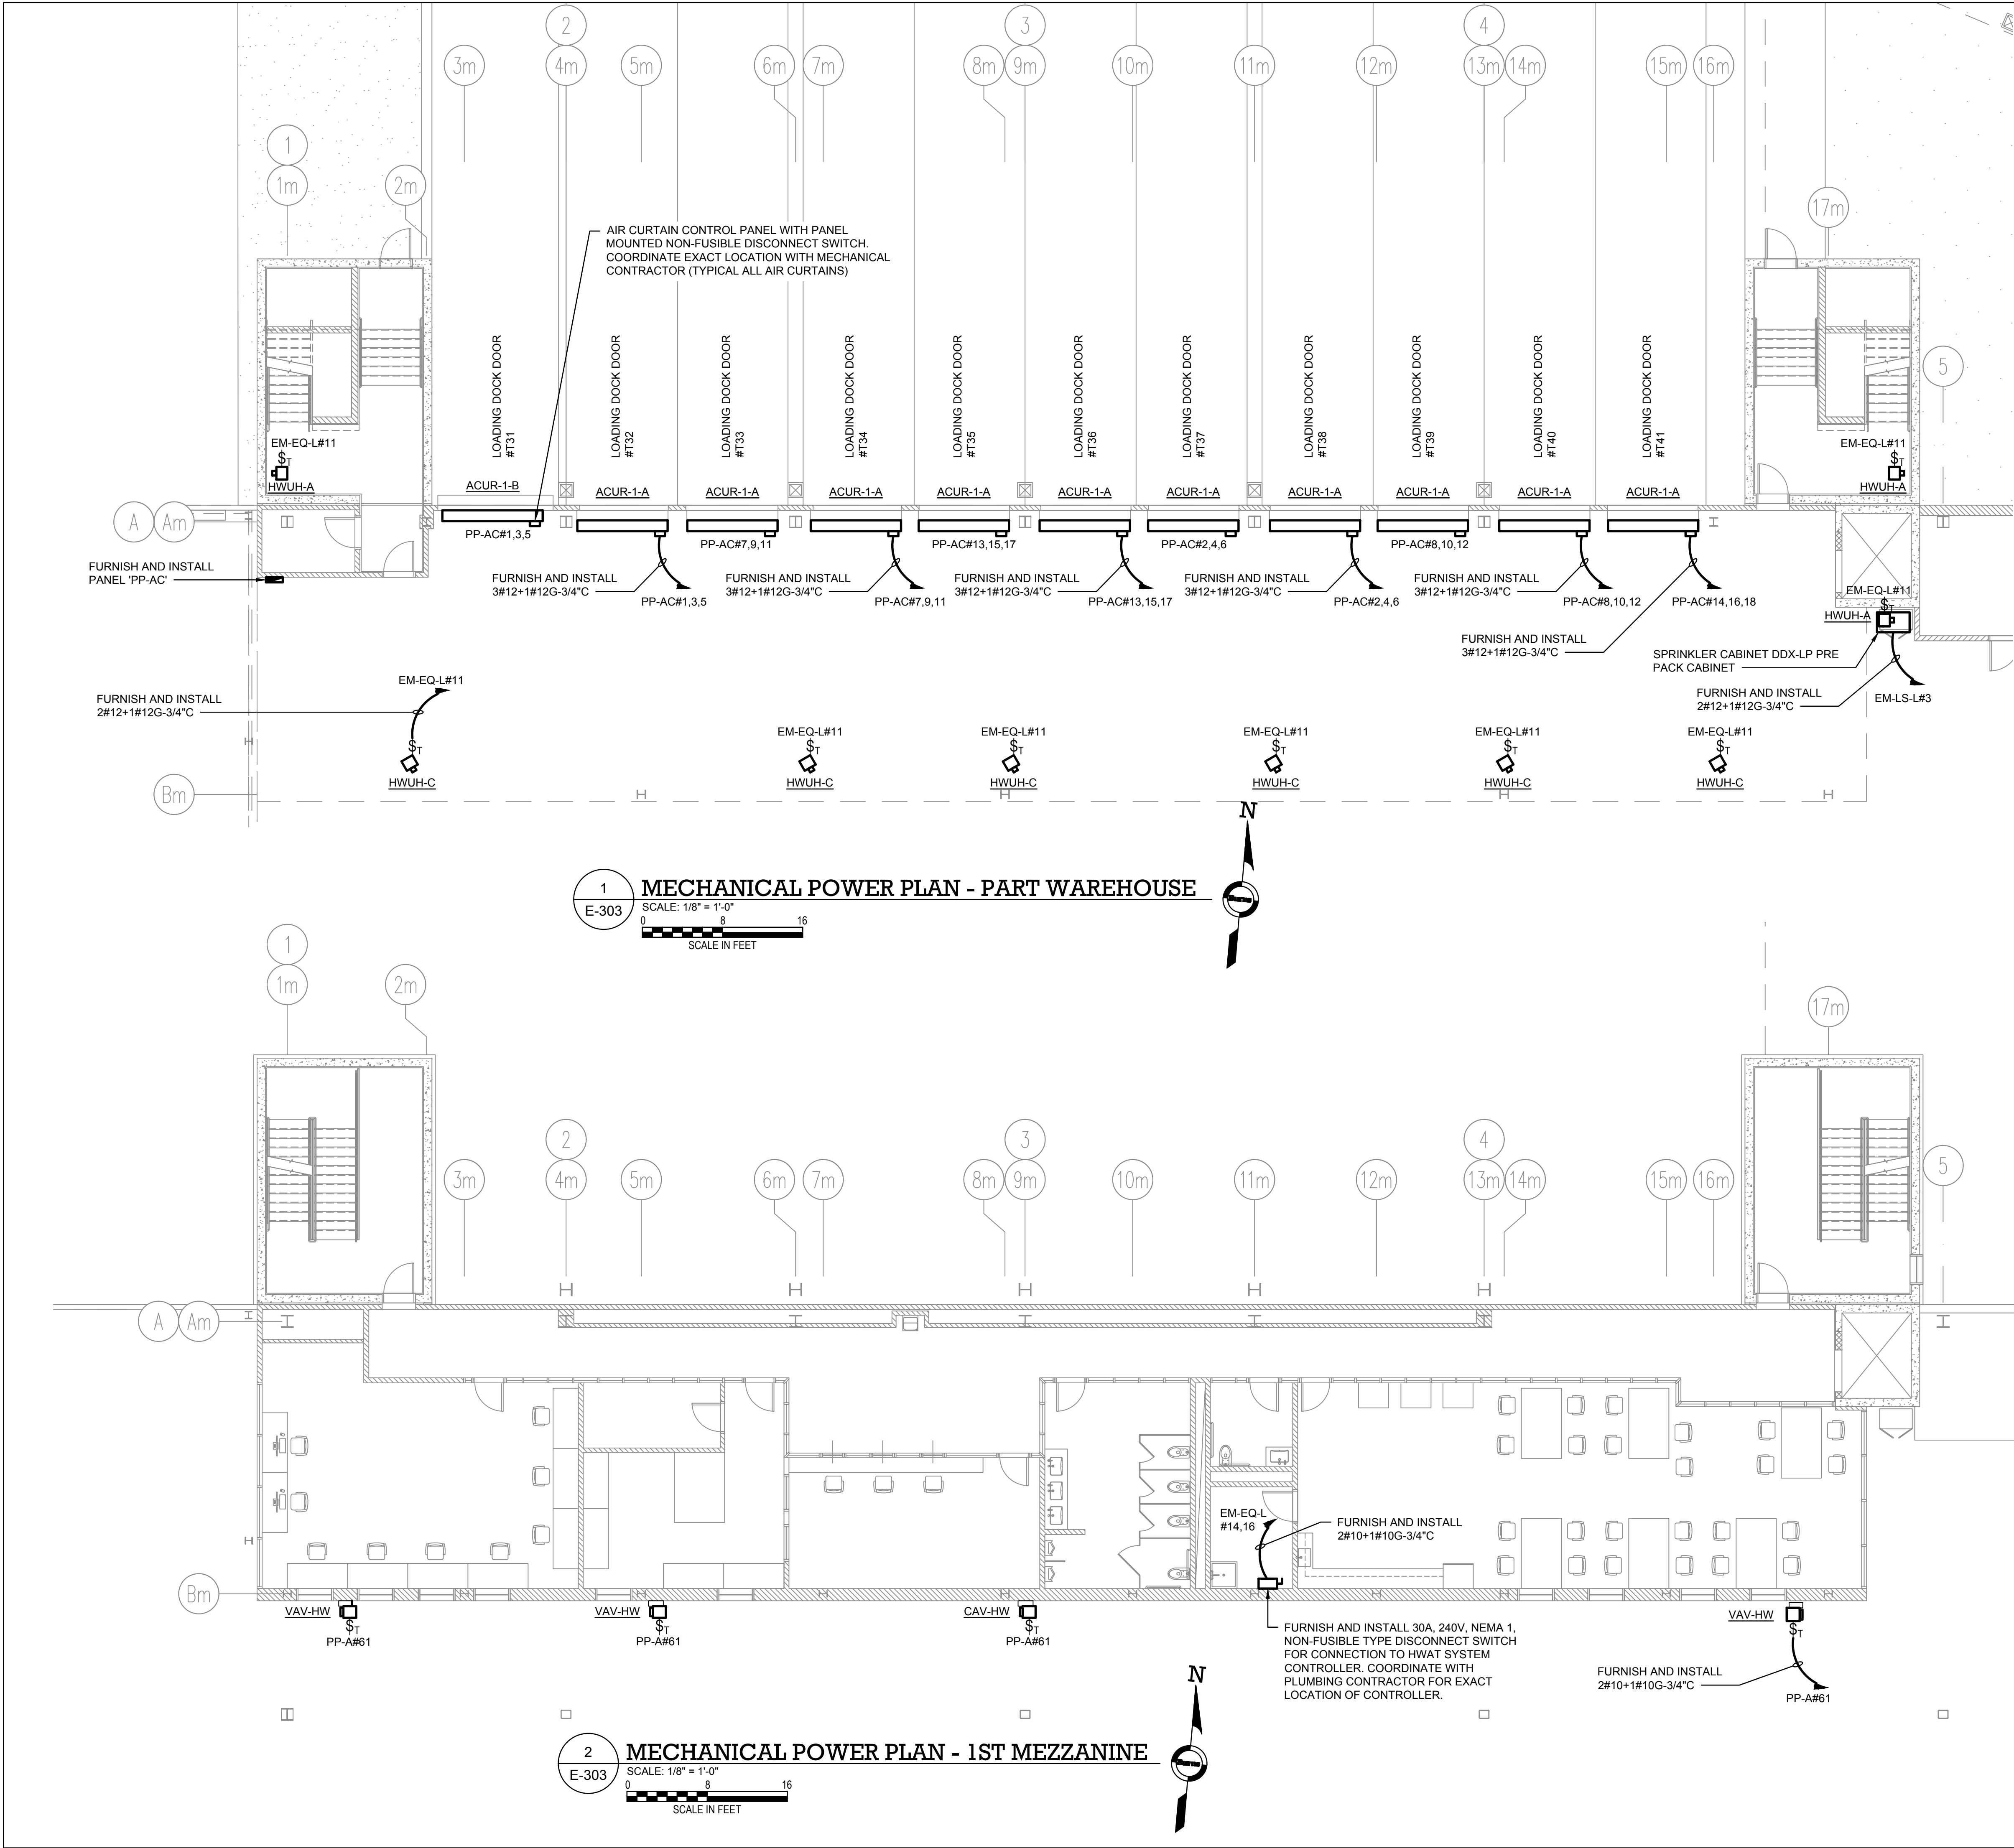 2
3
4
3m
4m
5m
6m
7m
8m
9m
10m
11m
12m
13m
14m
15m
16m
1
1m
2m
17m
AIR CURTAIN CONTROL PANEL WITH PANEL
MOUNTED NON-FUSIBLE DISCONNECT SWITCH.
COORDINATE EXACT LOCATION WITH MECHANICAL
CONTRACTOR (TYPICAL ALL AIR CURTAINS)
5
LOADING DOCK DOOR
#T31
LOADING DOCK DOOR
#T32
LOADING DOCK DOOR
#T33
LOADING DOCK DOOR
#T34
LOADING DOCK DOOR
#T35
LOADING DOCK DOOR
#T36
LOADING DOCK DOOR
#T37
LOADING DOCK DOOR
#T38
LOADING DOCK DOOR
#T39
LOADING DOCK DOOR
#T40
LOADING DOCK DOOR
#T41
EM-EQ-L#11
$T
HWUH-A
EM-EQ-L#11
$T
HWUH-A
ACUR-1-B
ACUR-1-A
ACUR-1-A
ACUR-1-A
ACUR-1-A
ACUR-1-A
ACUR-1-A
ACUR-1-A
ACUR-1-A
ACUR-1-A
ACUR-1-A
A
Am
PP-AC#1,3,5
PP-AC#7,9,11
PP-AC#13,15,17
PP-AC#2,4,6
PP-AC#8,10,12
FURNISH AND INSTALL
PANEL 'PP-AC'
FURNISH AND INSTALL
3#12+1#12G-3/4"C
PP-AC#1,3,5
FURNISH AND INSTALL
3#12+1#12G-3/4"C
PP-AC#7,9,11
FURNISH AND INSTALL
3#12+1#12G-3/4"C
PP-AC#13,15,17
FURNISH AND INSTALL
3#12+1#12G-3/4"C
PP-AC#2,4,6
FURNISH AND INSTALL
3#12+1#12G-3/4"C
PP-AC#8,10,12
PP-AC#14,16,18
FURNISH AND INSTALL
3#12+1#12G-3/4"C
EM-EQ-L#11
$T
HWUH-A
SPRINKLER CABINET DDX-LP PRE
PACK CABINET
FURNISH AND INSTALL
2#12+1#12G-3/4"C
EM-LS-L#3
FURNISH AND INSTALL
2#12+1#12G-3/4"C
EM-EQ-L#11
$T
HWUH-C
EM-EQ-L#11
$T
HWUH-C
EM-EQ-L#11
$T
HWUH-C
EM-EQ-L#11
$T
HWUH-C
EM-EQ-L#11
$T
HWUH-C
EM-EQ-L#11
$T
HWUH-C
Bm
N
1
E-303
MECHANICAL POWER PLAN - PART WAREHOUSE
SCALE: 1/8" = 1'-0"
0 8 16
SCALE IN FEET
1
1m
2m
17m
2
3
4
3m
4m
5m
6m
7m
8m
9m
10m
11m
12m
13m
14m
15m
16m
5
A
Am
EM-EQ-L
#14,16
FURNISH AND INSTALL
2#10+1#10G-3/4"C
Bm
VAV-HW
$T
PP-A#61
VAV-HW
$T
PP-A#61
CAV-HW
$T
PP-A#61
FURNISH AND INSTALL 30A, 240V, NEMA 1,
NON-FUSIBLE TYPE DISCONNECT SWITCH
FOR CONNECTION TO HWAT SYSTEM
CONTROLLER. COORDINATE WITH
PLUMBING CONTRACTOR FOR EXACT
LOCATION OF CONTROLLER.
VAV-HW
$T
FURNISH AND INSTALL
2#10+1#10G-3/4"C
PP-A#61
N
2
E-303
MECHANICAL POWER PLAN - 1ST MEZZANINE
SCALE: 1/8" = 1'-0"
0 8 16
SCALE IN FEET